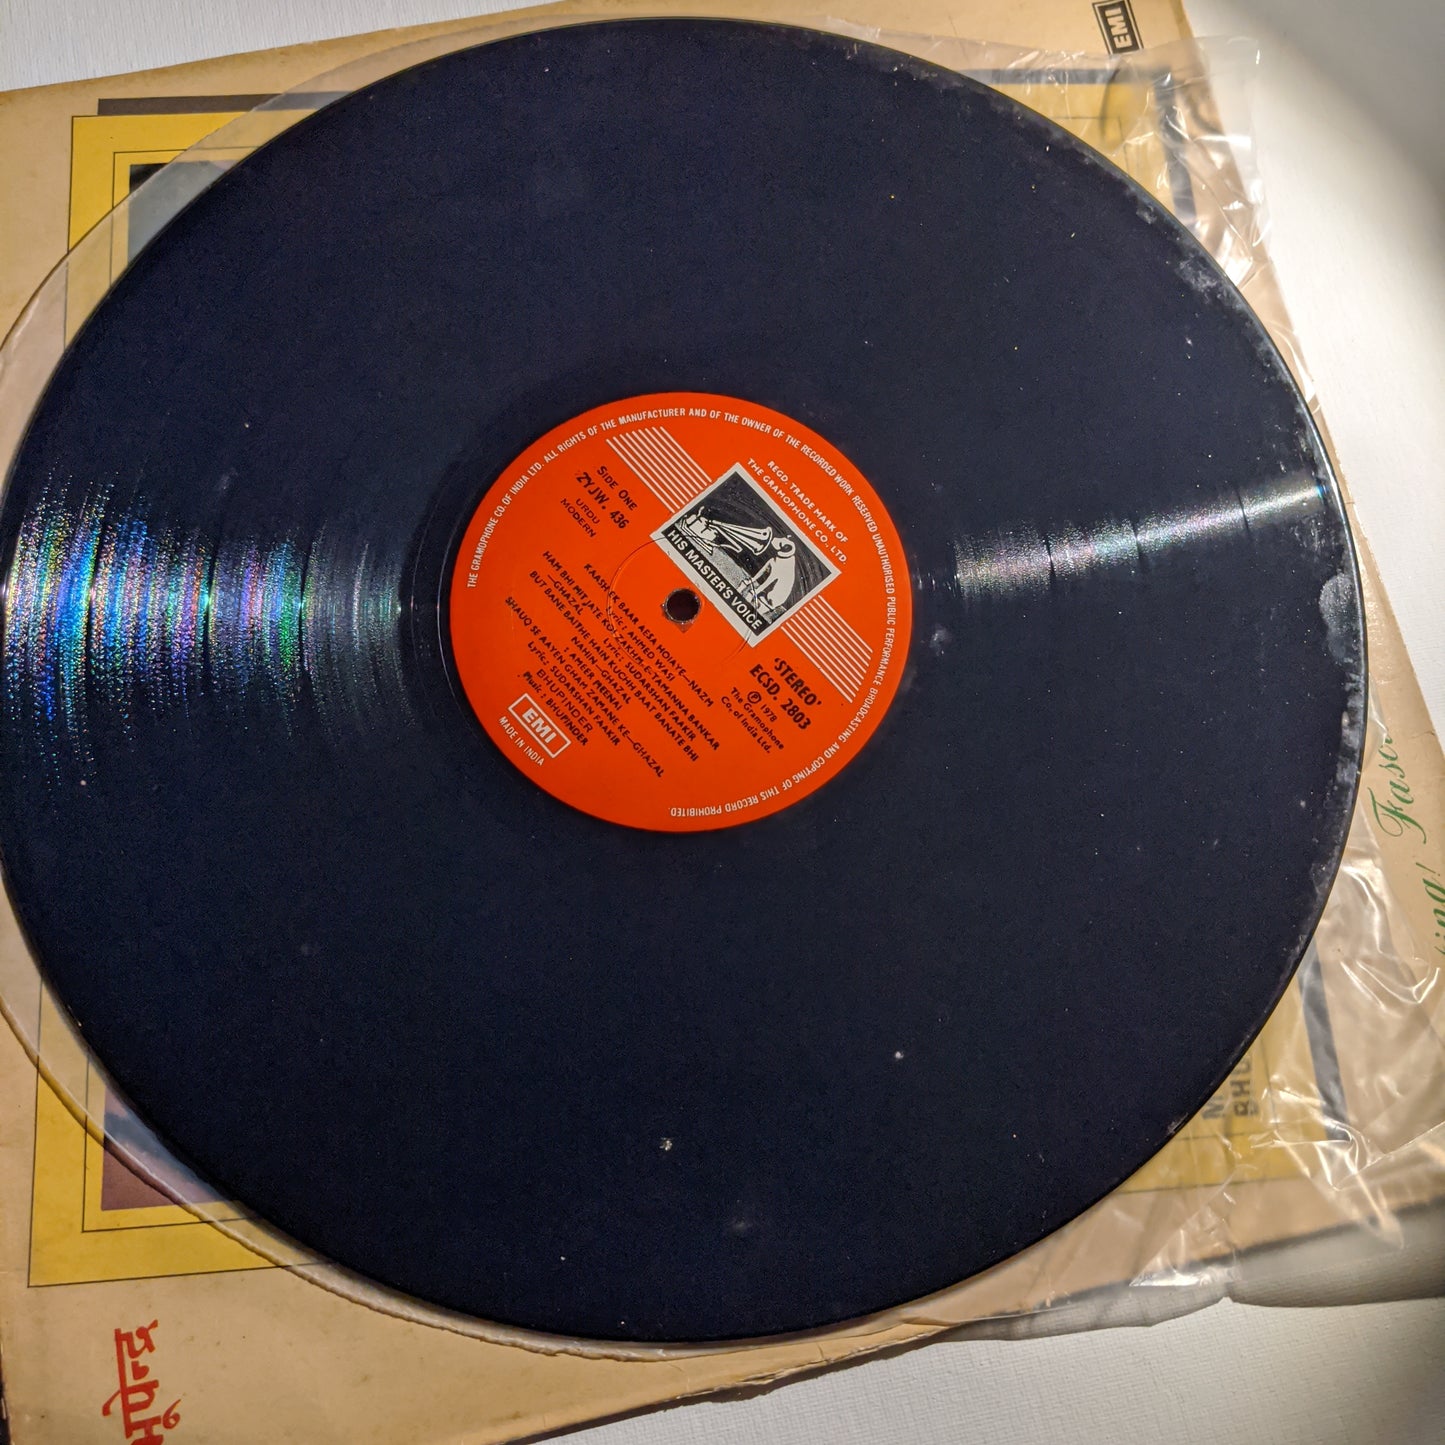 EMI
THE GRAMOPHONE CO. OF INDIA LTD. ALL RIGHTS OF THE MANUFACTURER AND OF THE OWNER OF THE RECORDED WORK RESERVED UNAUTHORISED PUBLIC PERFORMANCE BROADCASTING AND COPYING OF THIS RECORD PROHIBITED.
REGD. TRADE MARK OF
THE GRAMOPHONE CO., LTD.
HIS MASTER'S VOICE
SIDE ONE
2YJW. 436
URDU
MODERN
'STEREO'
ECSD. 2803
℗ 1978
The Gramophone
Co. of India Ltd.
KAASH EK BAAR AESA HOJAYE—NAZM
Lyric : AHMED WASI
HAM BHI MIT JATE KOI ZAKHM-E-TAMANNA BANKAR
—GHAZAL Lyric : SUDARSHAN FAAKIR
BUT BANE BAITHE HAIN KUCHH BAAT BANATE BHI
NAHIN—GHAZAL
: AMEER MEENAI
SHAUQ SE AAYEN GHAM ZAMANE KE—GHAZAL
Lyric : SUDARSHAN FAAKIR
BHUPINDER
Music : BHUPINDER
EMI
MADE IN INDIA